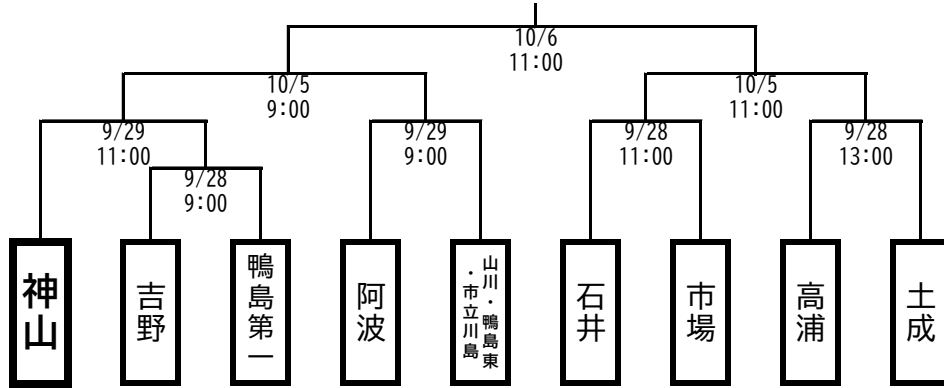 10/6
11:00
10/5
9:00
10/5
11:00
9/29
11:00
9/29
9:00
9/28
11:00
9/28
13:00
9/28
9:00
神山
吉野
鴨島第一
阿波
山川・鴨島東
・市立川島
石井
市場
高浦
土成